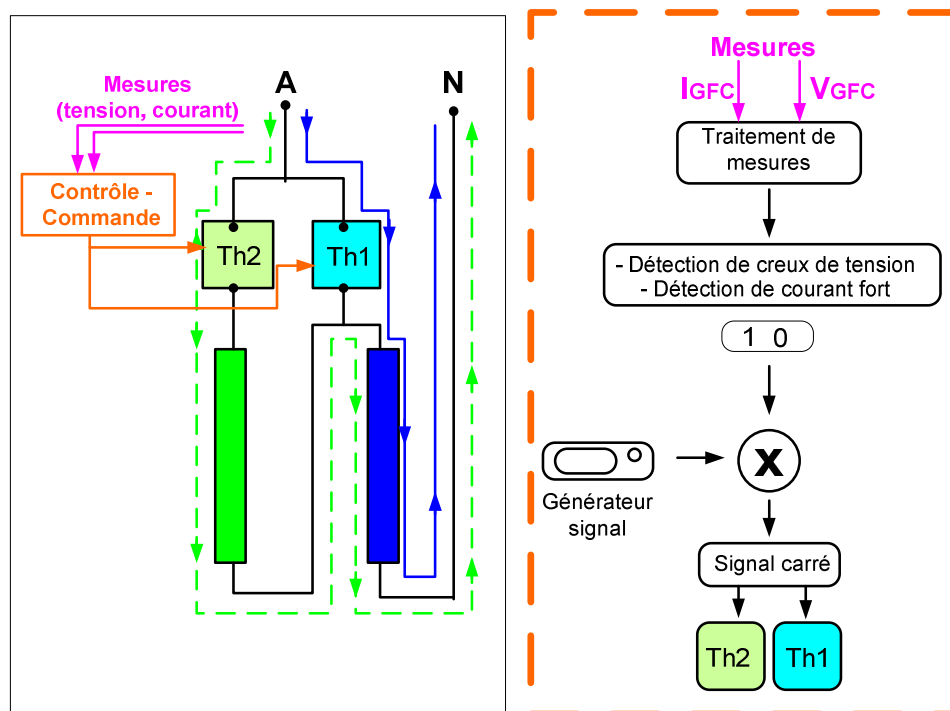 Mesures
(tension, courant)
A
N
Contrôle -
Commande
Th2
Th1
Mesures
IGFC
VGFC
Traitement de
mesures
- Détection de creux de tension
- Détection de courant fort
1 0
X
Générateur
signal
Signal carré
Th2
Th1